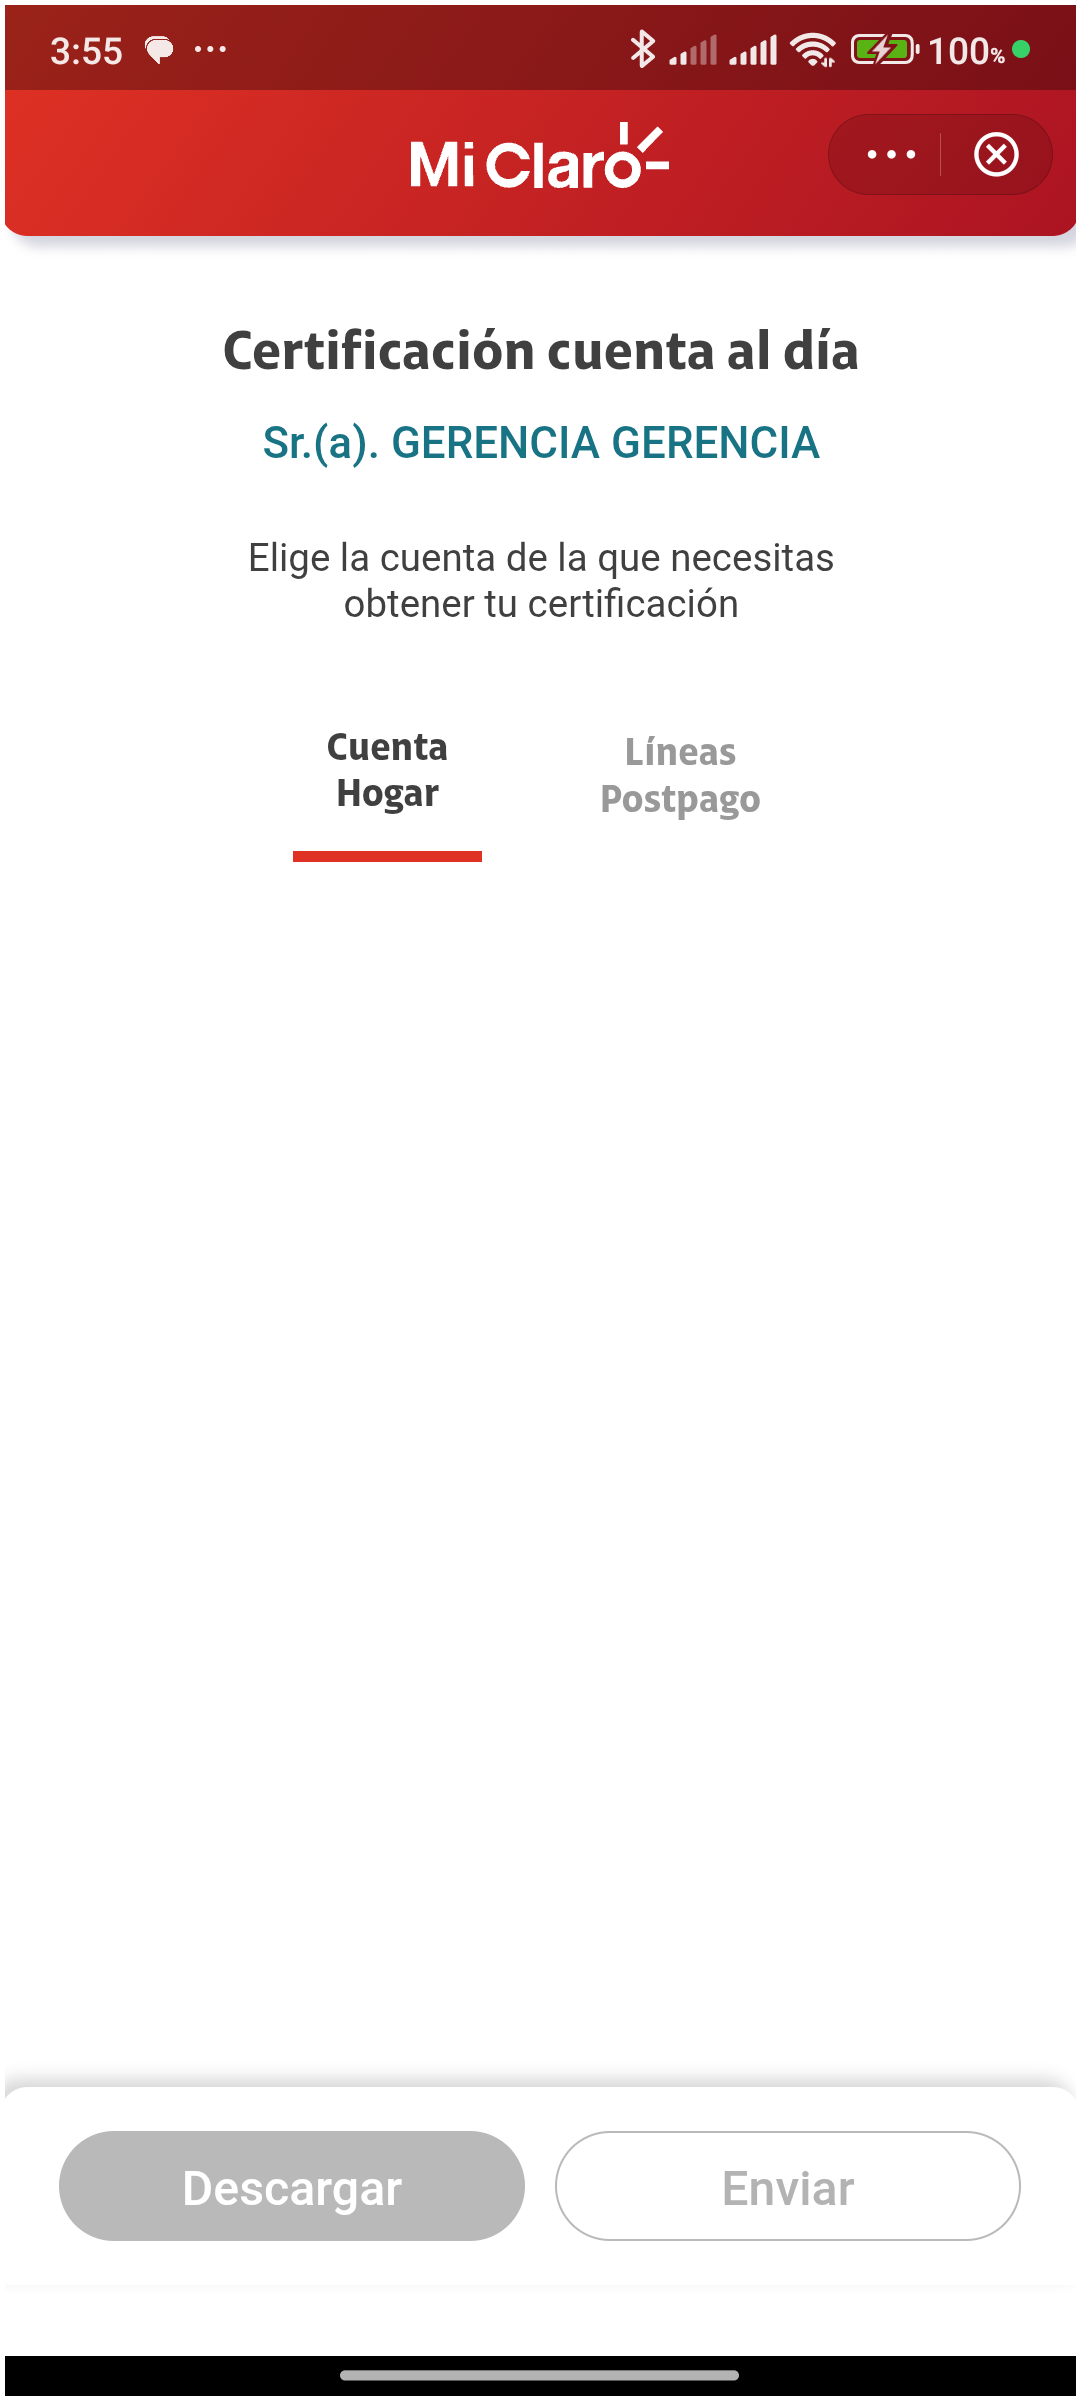 3:55
100%
Mi Claro
Certificación cuenta al día
Sr.(a). GERENCIA GERENCIA
Elige la cuenta de la que necesitas
obtener tu certificación
Cuenta
Hogar
Líneas
Postpago
Descargar
Enviar